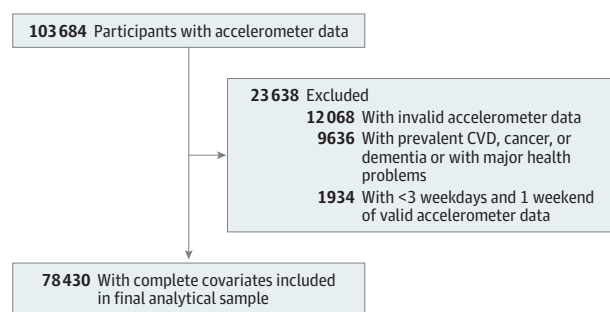 103 684 Participants with accelerometer data
23 638 Excluded
12 068 With invalid accelerometer data
9636 With prevalent CVD, cancer, or
dementia or with major health
problems
1934 With <3 weekdays and 1 weekend
of valid accelerometer data
78 430 With complete covariates included
in final analytical sample